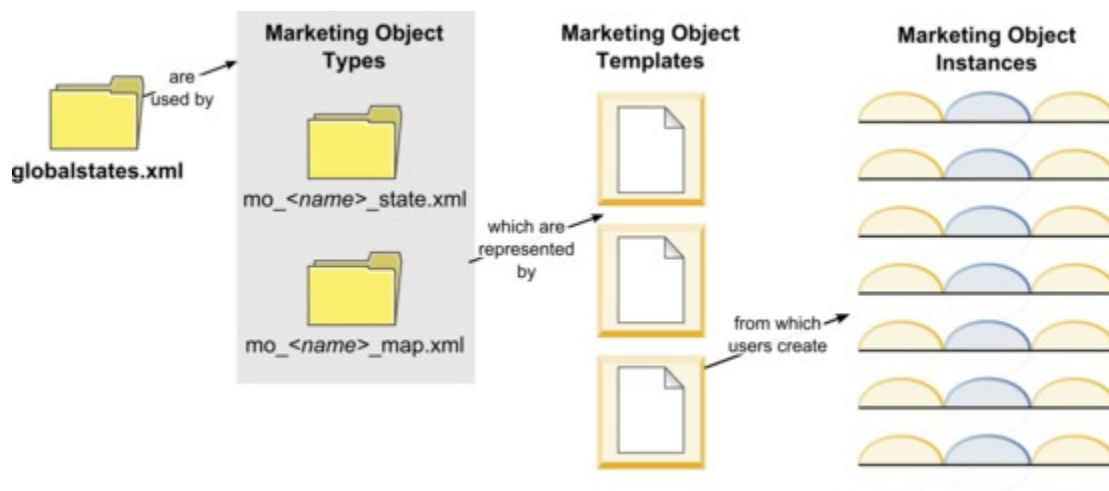 Marketing Object
Types
Marketing Object
Templates
Marketing Object
Instances
are
used by
globalstates.xml
mo_<name>_state.xml
which are
represented
by
mo_<name>_map.xml
from which
users create